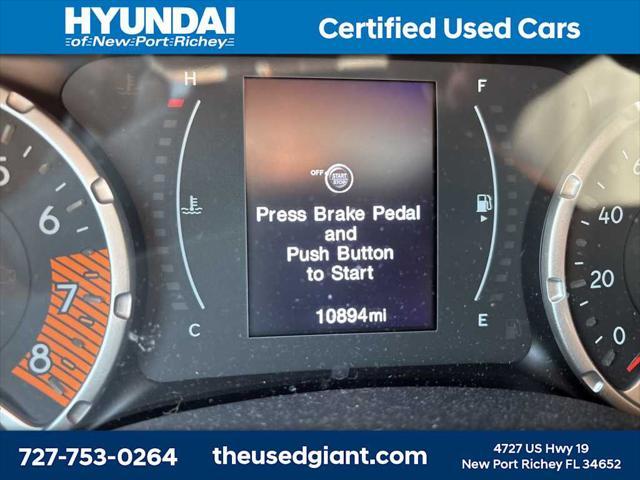 HYUNDAI
of New Port Richey
Certified Used Cars
H
F
OFF
START
STOP
5
6
7
8
Press Brake Pedal
and
Push Button
to Start
10894mi
C
E
40
20
0
727-753-0264
theusedgiant.com
4727 US Hwy 19
New Port Richey FL 34652